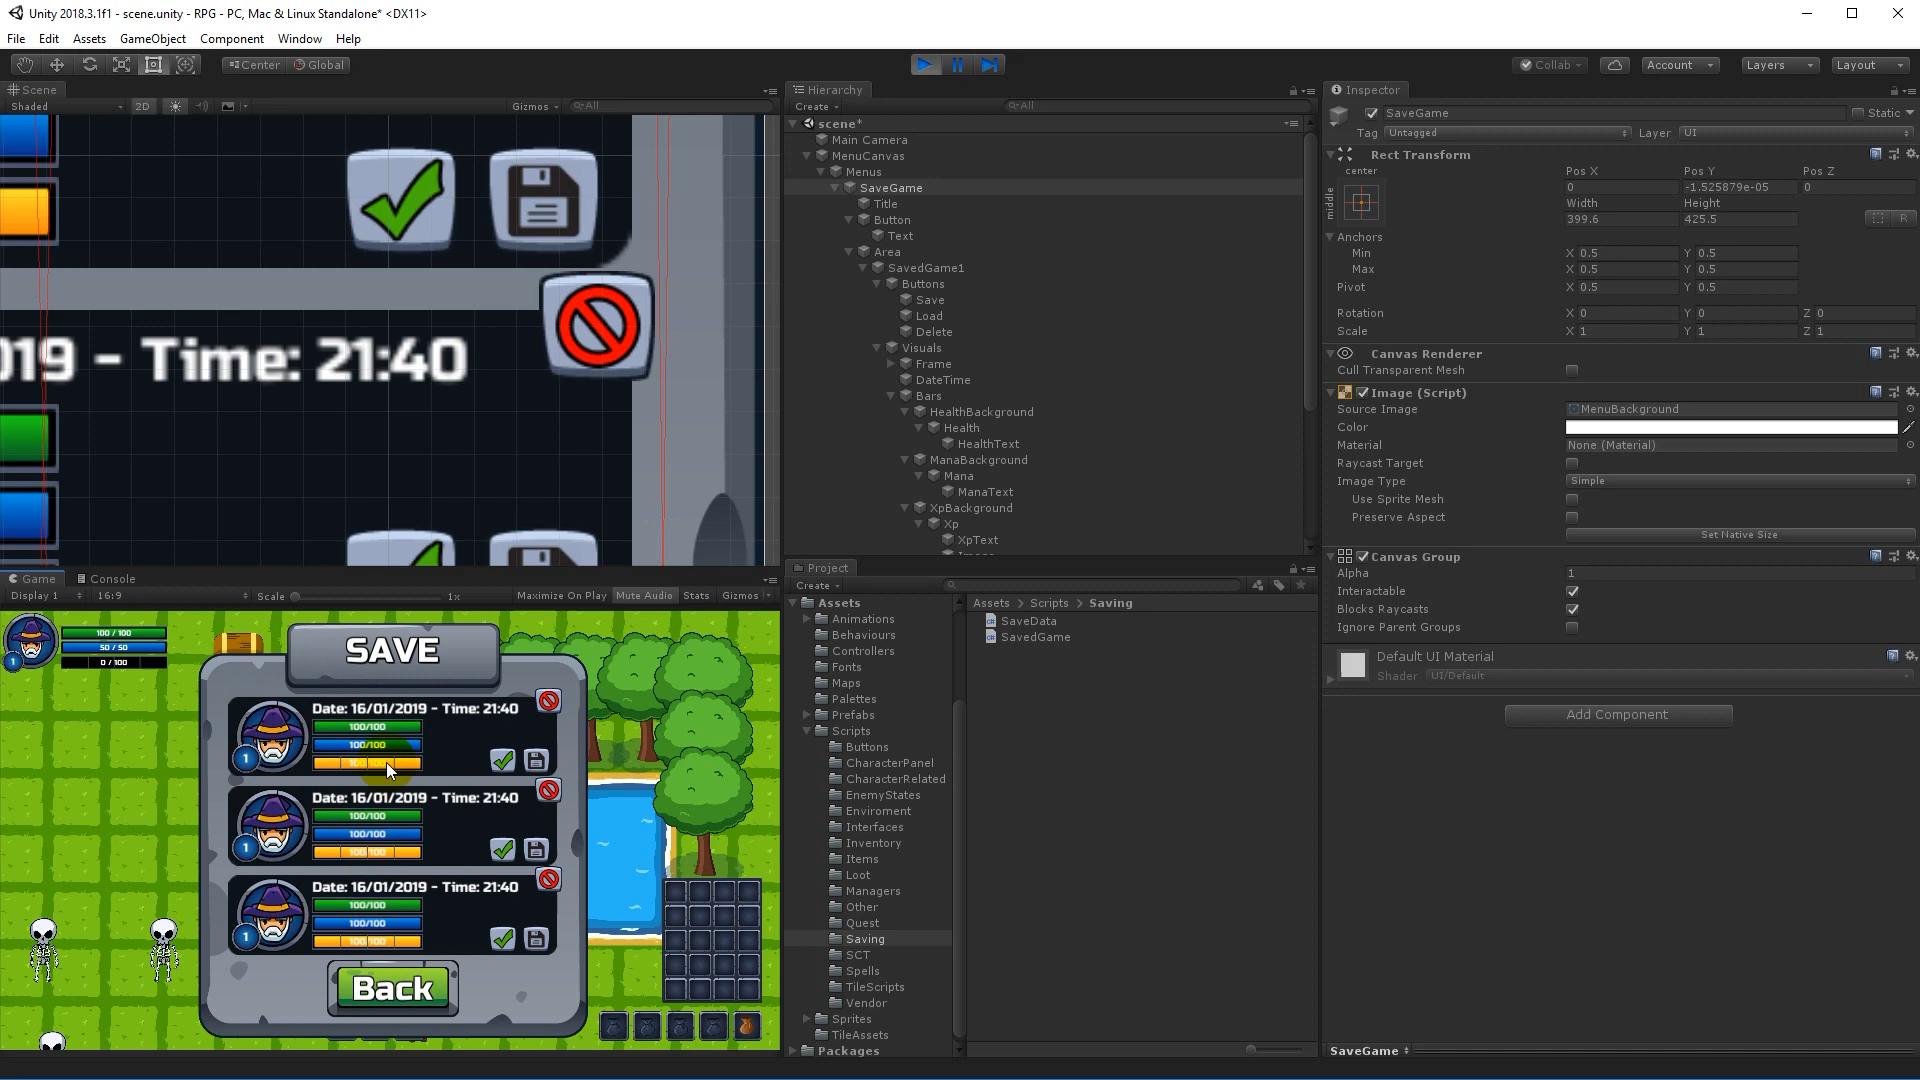 Unity 2018.3.1f1 - scene.unity - RPG - PC, Mac & Linux Standalone* <DX11>
File Edit Assets GameObject Component Window Help
Center Global
Collab Account Layers Layout
Scene
Shaded 2D Gizmos All
019 - Time: 21:40
Game Console
Display 1 16:9 Scale 1x Maximize On Play Mute Audio Stats Gizmos
100 / 100
50 / 50
0 / 100
1
SAVE
Date: 16/01/2019 - Time: 21:40
100/100
100/100
1
Date: 16/01/2019 - Time: 21:40
100/100
100/100
100/100
1
Date: 16/01/2019 - Time: 21:40
100/100
100/100
100/100
1
Back
Hierarchy
Create All
scene*
Main Camera
MenuCanvas
Menus
SaveGame
Title
Button
Text
Area
SavedGame1
Buttons
Save
Load
Delete
Visuals
Frame
DateTime
Bars
HealthBackground
Health
HealthText
ManaBackground
Mana
ManaText
XpBackground
Xp
XpText
Project
Create
Assets
Animations
Behaviours
Controllers
Fonts
Maps
Palettes
Prefabs
Scripts
Buttons
CharacterPanel
CharacterRelated
EnemyStates
Enviroment
Interfaces
Inventory
Items
Loot
Managers
Other
Quest
Saving
SCT
Spells
TileScripts
Vendor
Sprites
TileAssets
Packages
Assets > Scripts > Saving
SaveData
SavedGame
Inspector
SaveGame Static
Tag Untagged Layer UI
Rect Transform
center Pos X Pos Y Pos Z
middle 0 -1.525879e-05 0
Width Height
399.6 425.5 R
Anchors
Min X 0.5 Y 0.5
Max X 0.5 Y 0.5
Pivot X 0.5 Y 0.5
Rotation X 0 Y 0 Z 0
Scale X 1 Y 1 Z 1
Canvas Renderer
Cull Transparent Mesh
Image (Script)
Source Image MenuBackground
Color
Material None (Material)
Raycast Target
Image Type Simple
Use Sprite Mesh
Preserve Aspect
Set Native Size
Canvas Group
Alpha 1
Interactable
Blocks Raycasts
Ignore Parent Groups
Default UI Material
Shader UI/Default
Add Component
SaveGame